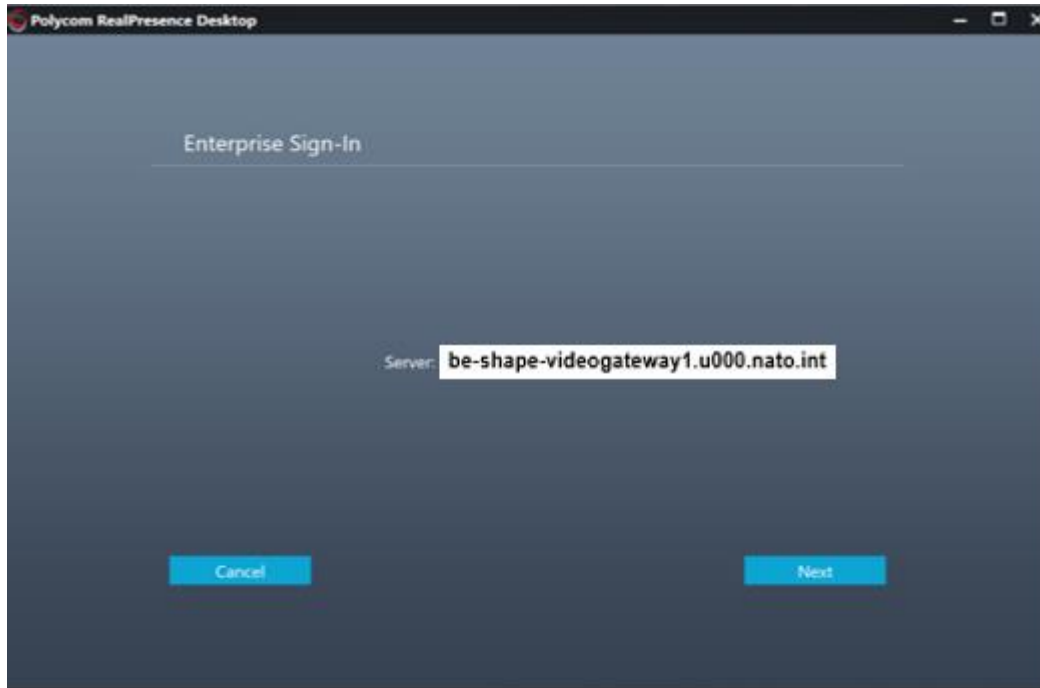 Polycom RealPresence Desktop
Enterprise Sign-In
Server: be-shape-videogateway1.u000.nato.int
Cancel Next